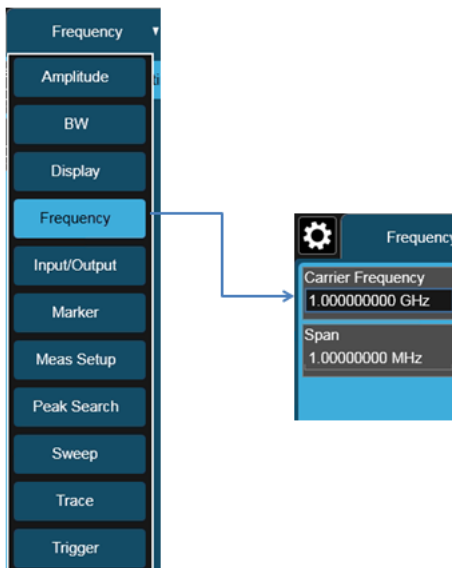 Frequency
Amplitude
BW
Display
Frequency
Input/Output
Marker
Meas Setup
Peak Search
Sweep
Trace
Trigger
Frequency
Carrier Frequency
1.000000000 GHz
Span
1.00000000 MHz